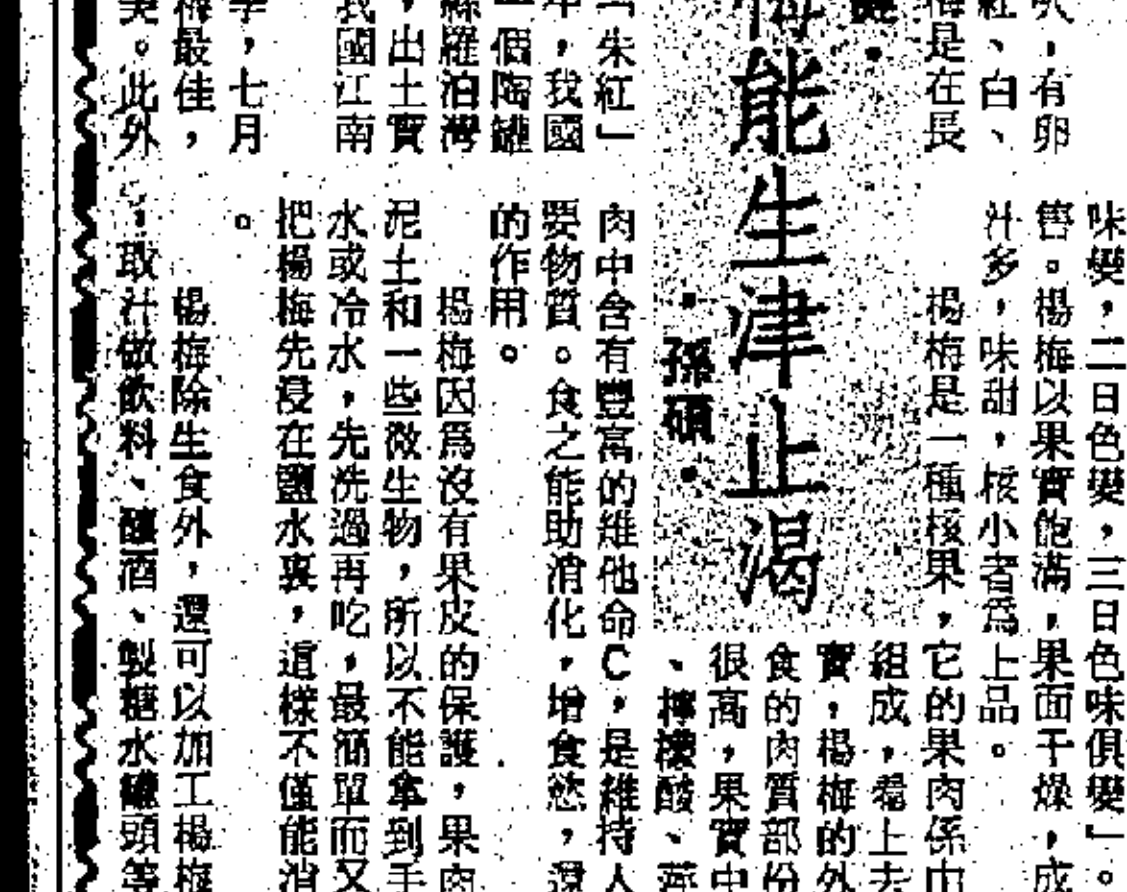 味變，二日色變，三日色味俱變」。
。楊梅以果實飽滿，果面干燥，成
汁多，味甜，核小者爲上品。
楊梅是一種核果，它的果肉係由
組成，看上去
實，楊梅的外
食的肉質部份
很高，果實中
、檸檬酸、
，有卵
紅、白、
梅是在長
梅能生津止渴
·孫碩·
「朱紅」
，我國
一個陶罐
羅泊灣
，出土實
我國江南
季，七月
梅最佳，
美。此外
肉中含有豐富的維他命C，是維持人
要物質。食之能助消化，增食慾，還
的作用。
楊梅因爲沒有果皮的保護，果肉
泥土和一些微生物，所以不能拿到手
水或冷水，先洗過再吃，最簡單而又
把楊梅先浸在鹽水裏，這樣不僅能消
。
楊梅除生食外，還可以加工楊梅
，取汁做飲料、釀酒、製糖水罐頭等